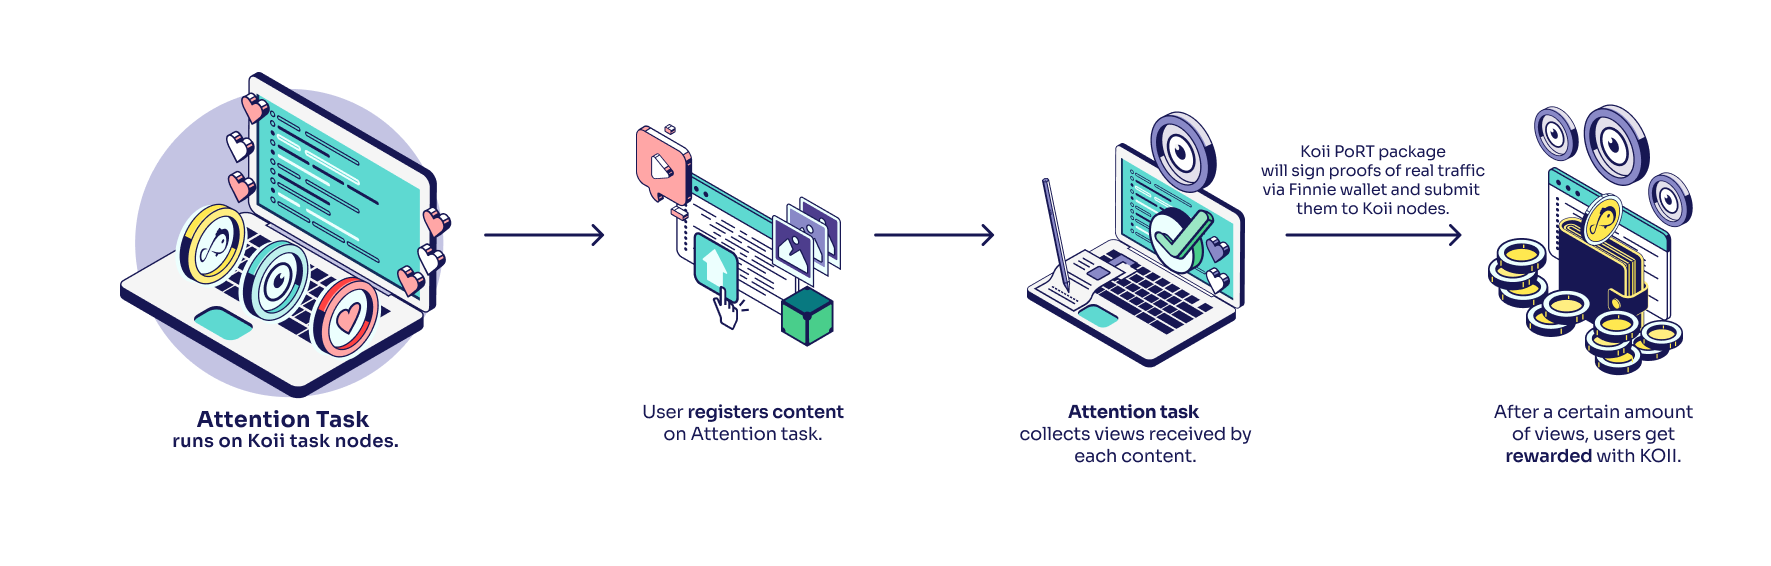 Attention Task
runs on Koii task nodes.
User registers content
on Attention task.
Attention task
collects views received by
each content.
Koii PoRT package
will sign proofs of real traffic
via Finnie wallet and submit
them to Koii nodes.
After a certain amount
of views, users get
rewarded with KOII.